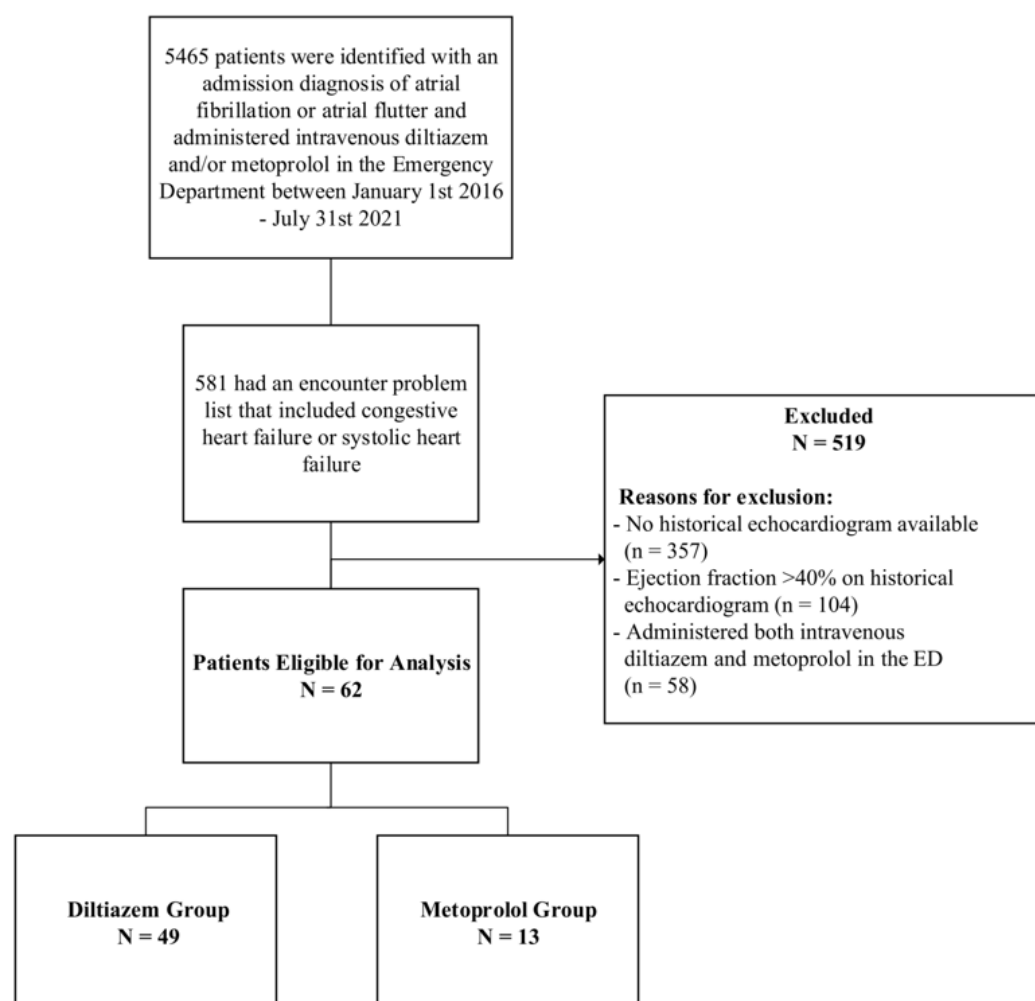 5465 patients were identified with an
admission diagnosis of atrial
fibrillation or atrial flutter and
administered intravenous diltiazem
and/or metoprolol in the Emergency
Department between January 1st 2016
- July 31st 2021
581 had an encounter problem
list that included congestive
heart failure or systolic heart
failure
Excluded
N = 519
Reasons for exclusion:
- No historical echocardiogram available
(n = 357)
- Ejection fraction >40% on historical
echocardiogram (n = 104)
- Administered both intravenous
diltiazem and metoprolol in the ED
(n = 58)
Patients Eligible for Analysis
N = 62
Diltiazem Group
N = 49
Metoprolol Group
N = 13